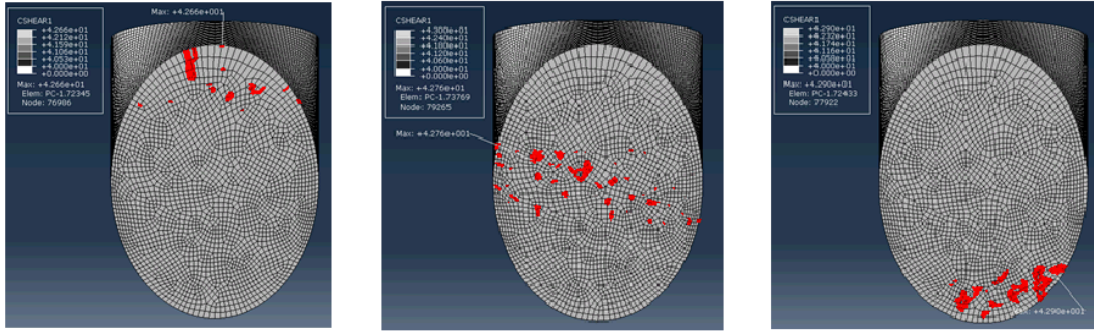 CSHEAR1
+4.266e+01
+4.212e+01
+4.159e+01
+4.106e+01
+4.053e+01
+4.000e+01
+0.000e+00
Max: +4.266e+01
Elem: PC-1.72345
Node: 76986
Max: +4.266e+001
CSHEAR1
+4.300e+01
+4.240e+01
+4.180e+01
+4.120e+01
+4.060e+01
+4.000e+01
+0.000e+00
Max: +4.276e+01
Elem: PC-1.73769
Node: 79265
Max: +4.276e+001
CSHEAR1
+4.290e+01
+4.232e+01
+4.174e+01
+4.116e+01
+4.058e+01
+4.000e+01
+0.000e+00
Max: +4.290e+01
Elem: PC-1.72433
Node: 77922
Max: +4.290e+001